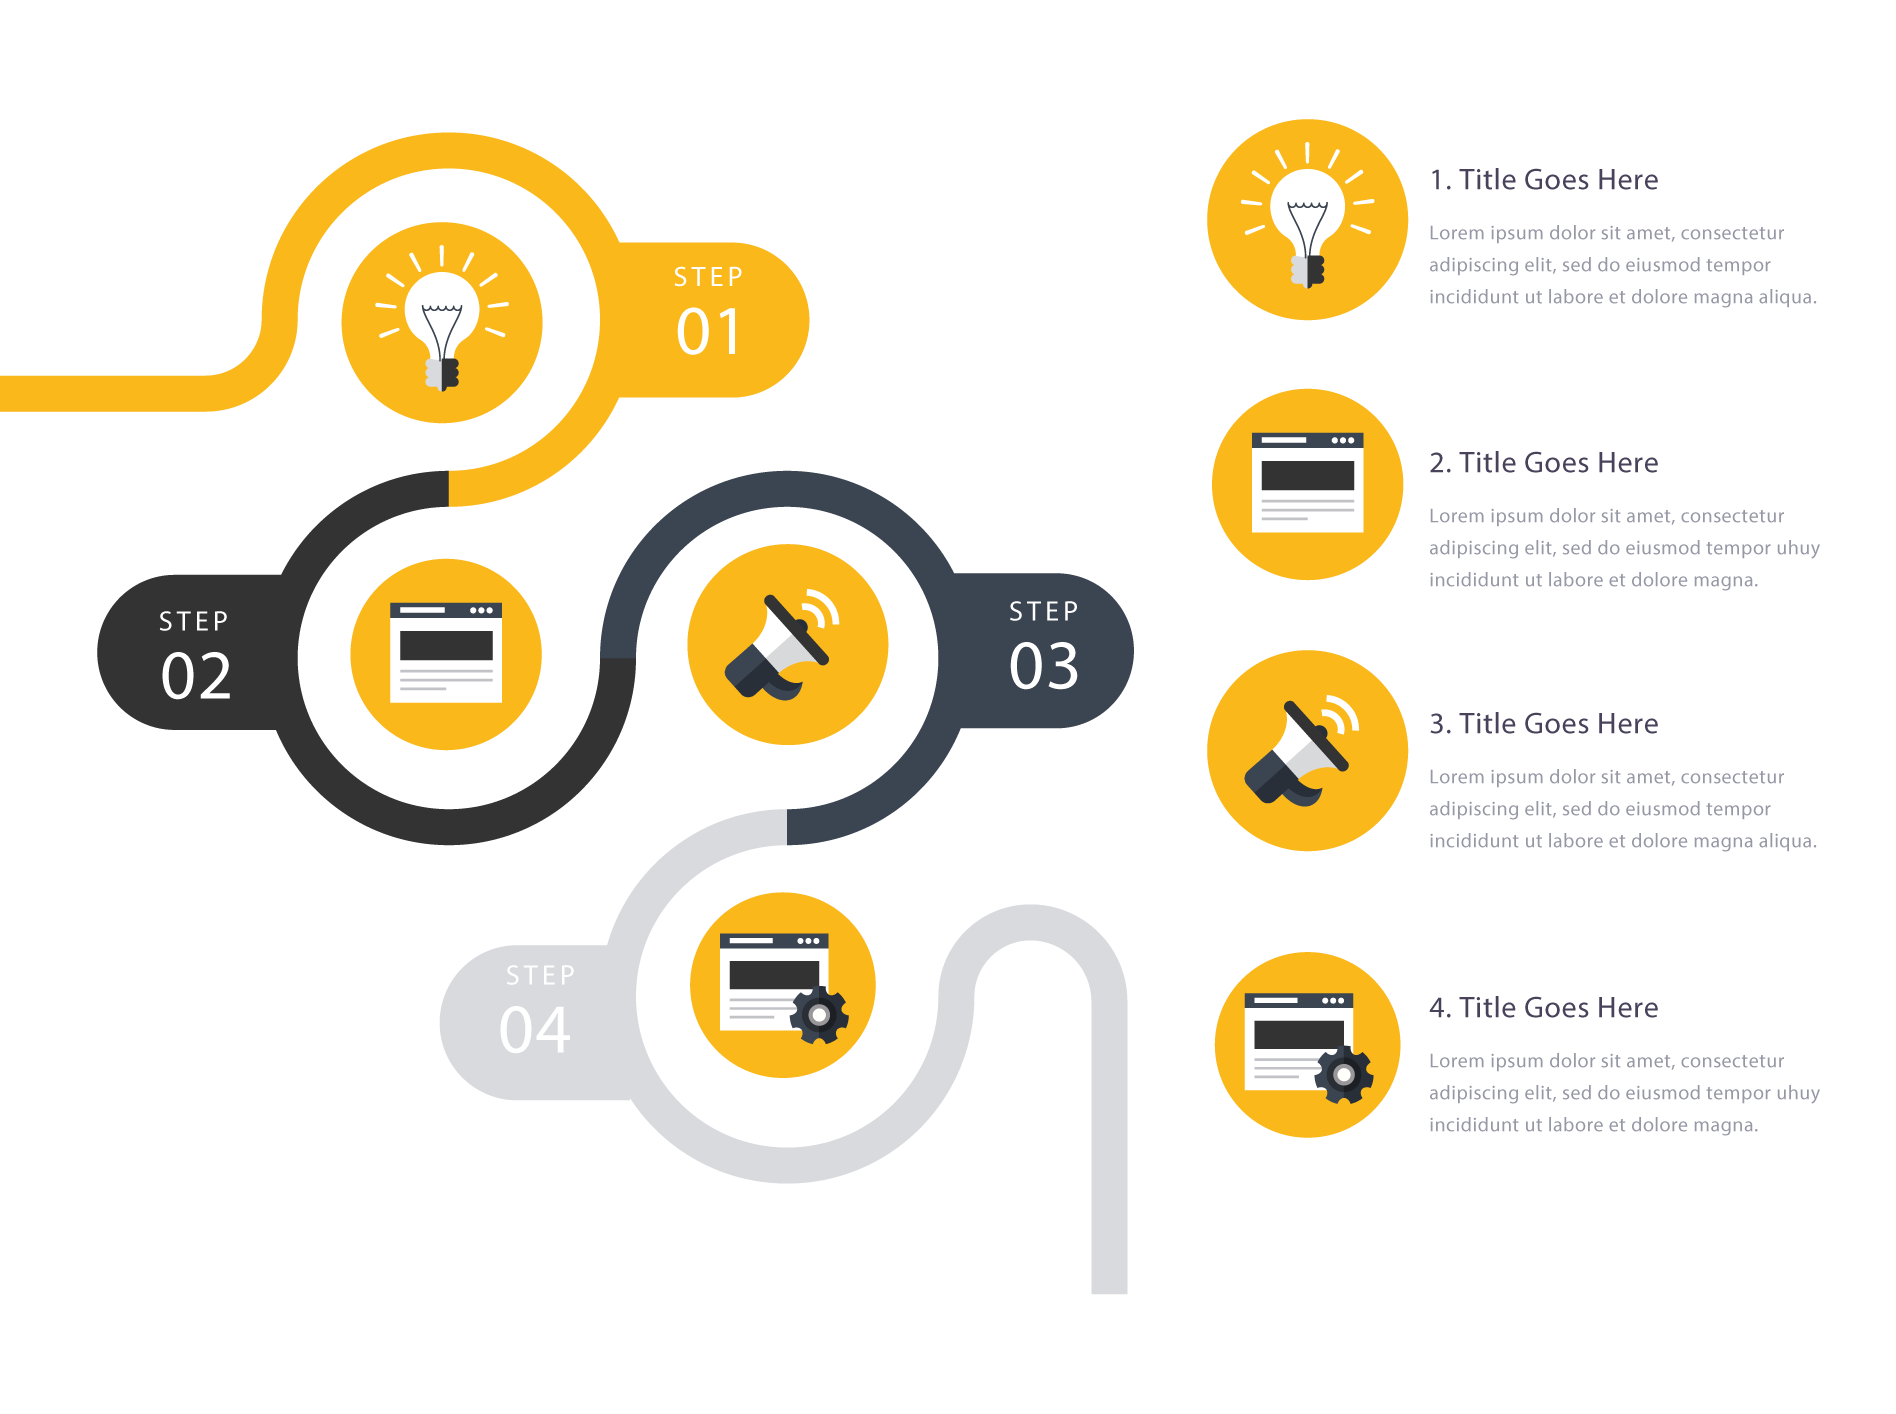 STEP
01
STEP
02
STEP
03
STEP
04
1. Title Goes Here
Lorem ipsum dolor sit amet, consectetur
adipiscing elit, sed do eiusmod tempor
incididunt ut labore et dolore magna aliqua.
2. Title Goes Here
Lorem ipsum dolor sit amet, consectetur
adipiscing elit, sed do eiusmod tempor uhuy
incididunt ut labore et dolore magna.
3. Title Goes Here
Lorem ipsum dolor sit amet, consectetur
adipiscing elit, sed do eiusmod tempor
incididunt ut labore et dolore magna aliqua.
4. Title Goes Here
Lorem ipsum dolor sit amet, consectetur
adipiscing elit, sed do eiusmod tempor uhuy
incididunt ut labore et dolore magna.